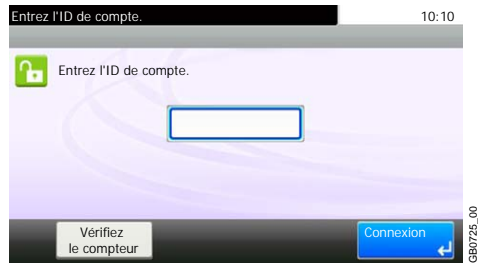 Entrez l'ID de compte.
10:10
Entrez l'ID de compte.
Vérifiez
le compteur
Connexion
GB0725_00